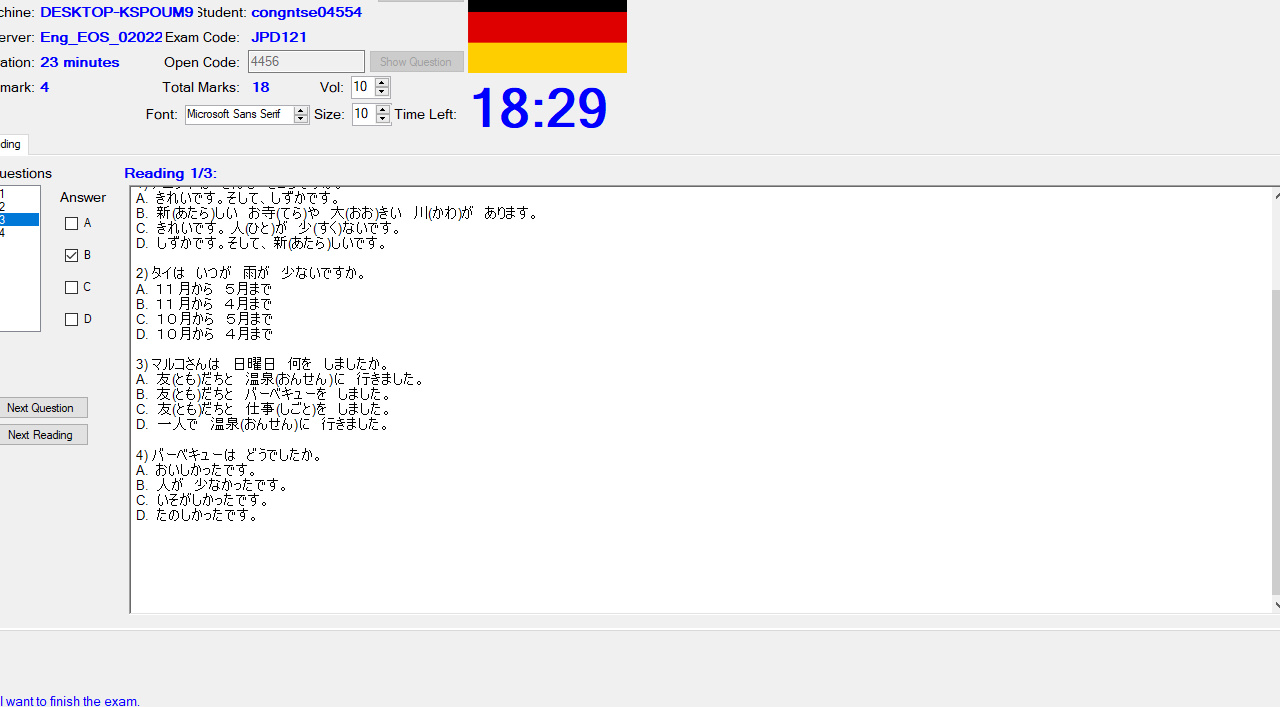 chine: DESKTOP-KSPOUM9 Student: congntse04554
erver: Eng_EOS_02022 Exam Code: JPD121
ation: 23 minutes Open Code: 4456 Show Question
mark: 4 Total Marks: 18 Vol: 10
Font: Microsoft Sans Serif Size: 10 Time Left: 18:29
ding
uestions Reading 1/3:
Answer
1
2
3
4
A
B
C
D
Next Question
Next Reading
A. きれいです。そして、しずかです。
B. 新(あたら)しい　お寺(てら)や　大(おお)きい　川(かわ)が　あります。
C. きれいです。人(ひと)が　少(すく)ないです。
D. しずかです。そして、新(あたら)しいです。
2) タイは　いつが　雨が　少ないですか。
A. １１月から　５月まで
B. １１月から　４月まで
C. １０月から　５月まで
D. １０月から　４月まで
3) マルコさんは　日曜日　何を　しましたか。
A. 友(とも)だちと　温泉(おんせん)に　行きました。
B. 友(とも)だちと　バーベキューを　しました。
C. 友(とも)だちと　仕事(しごと)を　しました。
D. 一人で　温泉(おんせん)に　行きました。
4) バーベキューは　どうでしたか。
A. おいしかったです。
B. 人が　少なかったです。
C. いそがしかったです。
D. たのしかったです。
I want to finish the exam.